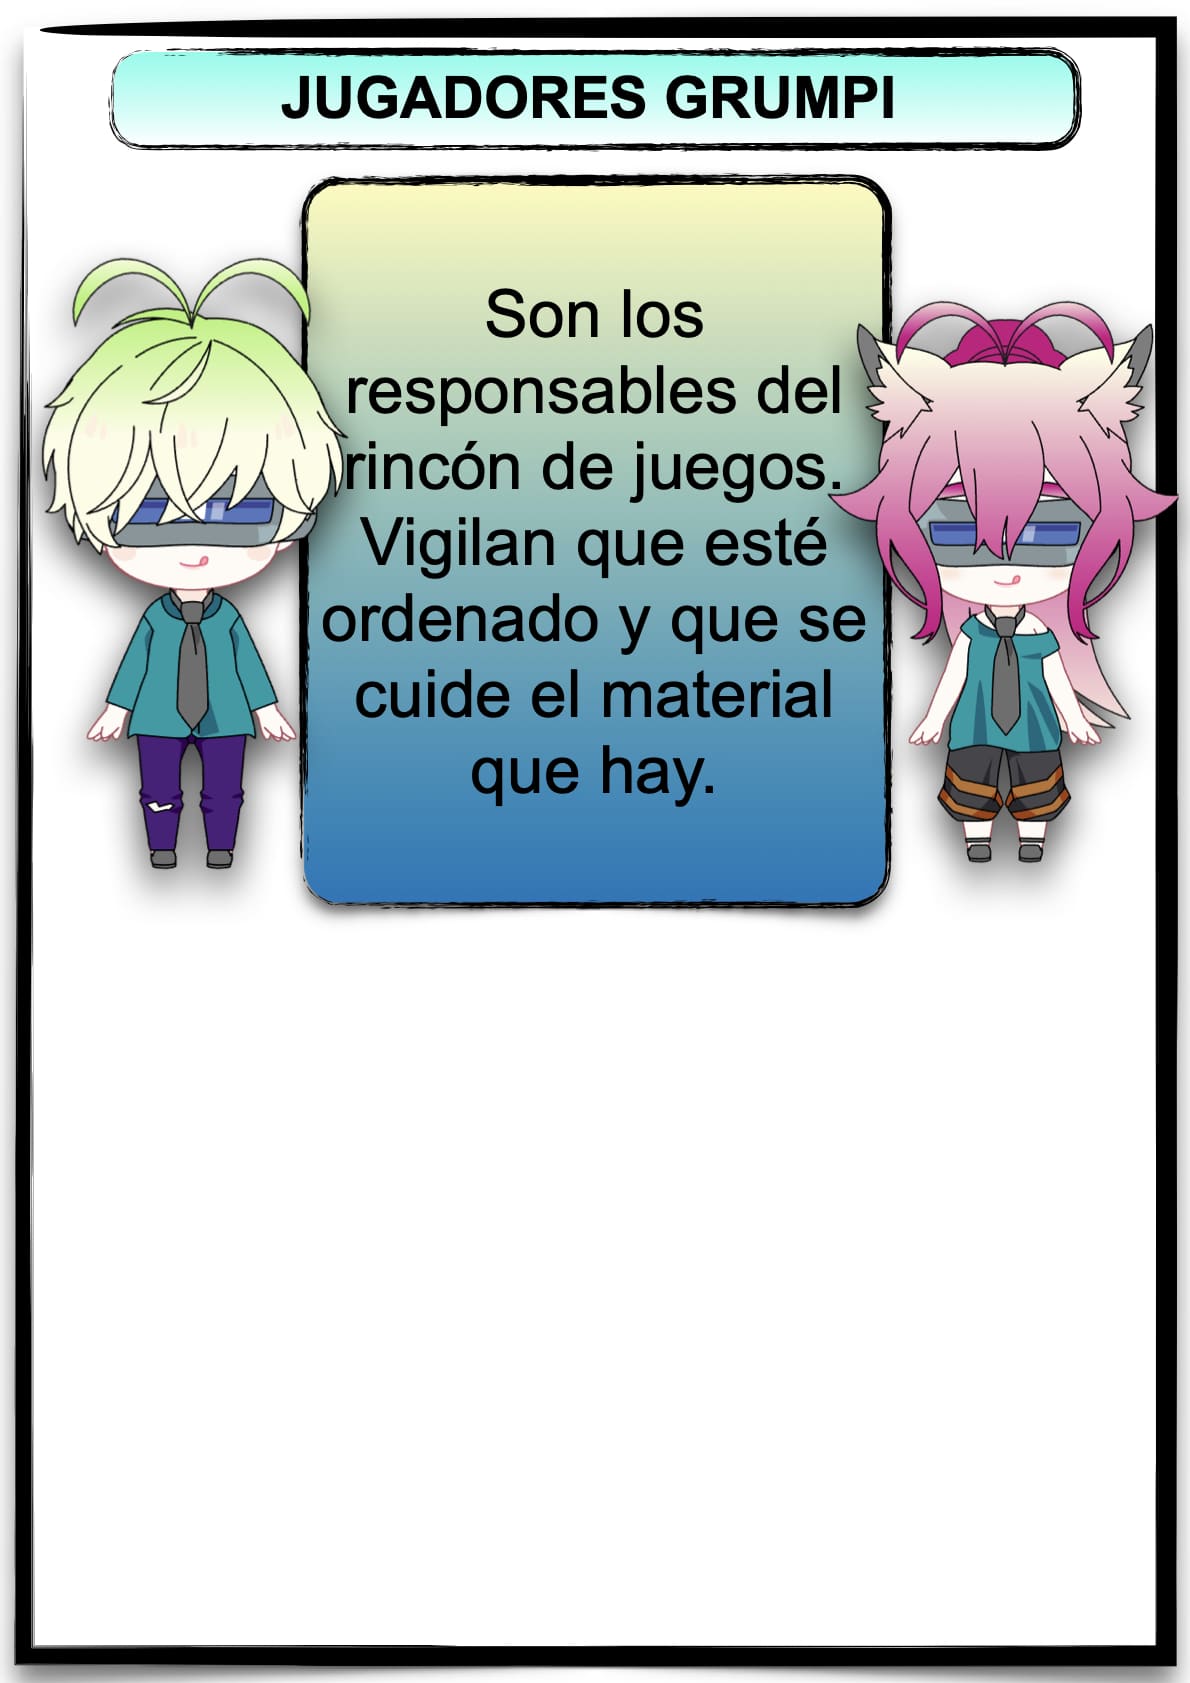 JUGADORES GRUMPI
Son los
responsables del
rincón de juegos.
Vigilan que esté
ordenado y que se
cuide el material
que hay.